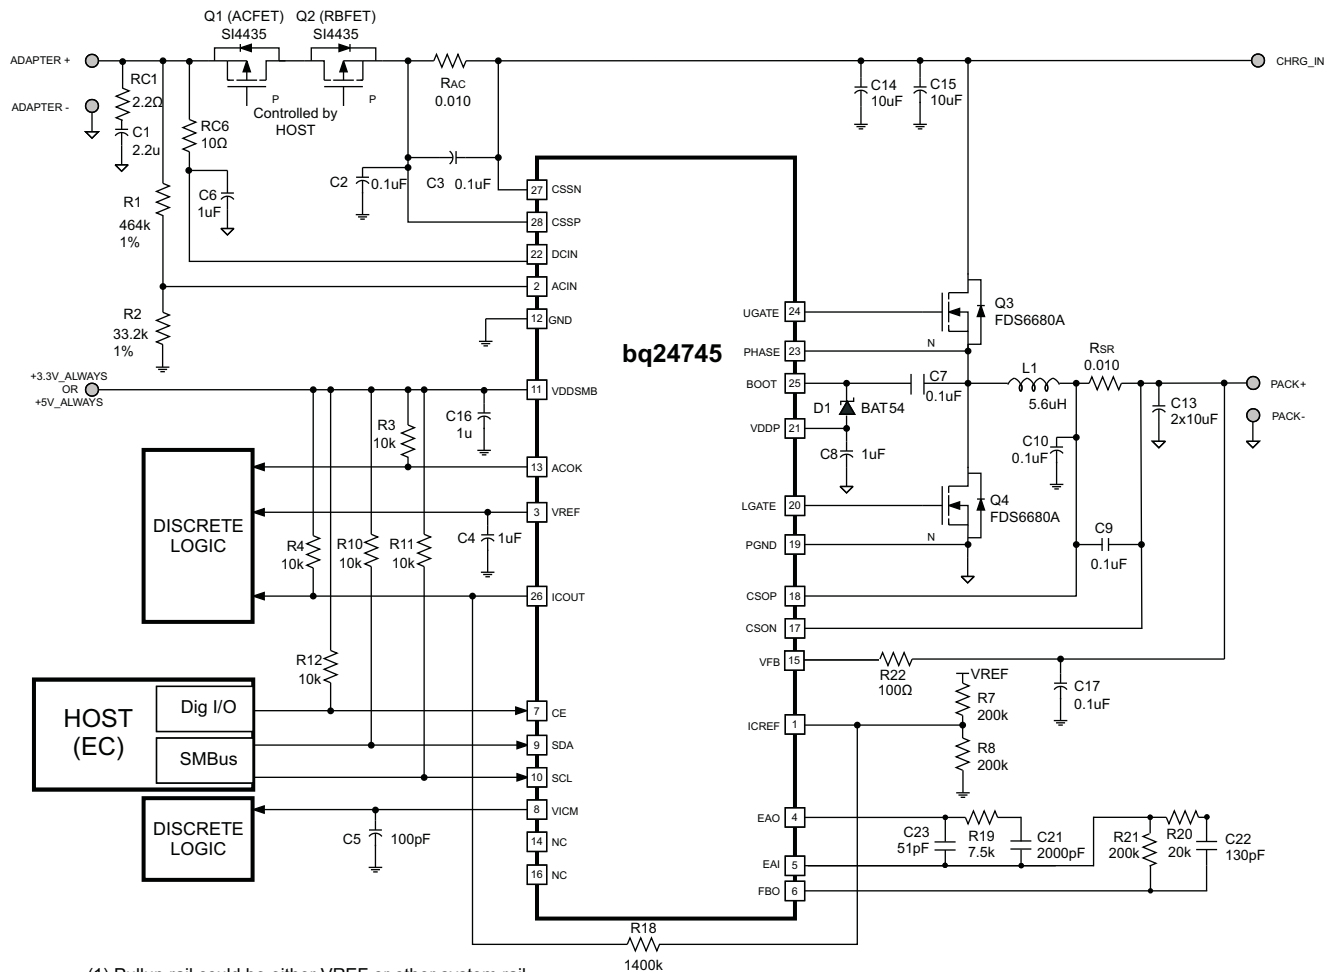 Q1 (ACFET)
SI4435
Q2 (RBFET)
SI4435
ADAPTER +
ADAPTER -
RC1
2.2Ω
C1
2.2u
RC6
10Ω
P
P
Controlled by
HOST
RAC
0.010
C14
10uF
C15
10uF
CHRG_IN
C2
0.1uF
C3
0.1uF
C6
1uF
R1
464k
1%
R2
33.2k
1%
27 CSSN
28 CSSP
22 DCIN
2 ACIN
12 GND
bq24745
UGATE 24
PHASE 23
BOOT 25
VDDP 21
LGATE 20
PGND 19
CSOP 18
CSON 17
VFB 15
ICREF 1
EAO 4
EAI 5
FBO 6
Q3
FDS6680A
N
C7
0.1uF
D1
BAT54
C8
1uF
L1
5.6uH
RSR
0.010
C13
2x10uF
PACK+
PACK-
C10
0.1uF
Q4
FDS6680A
N
C9
0.1uF
R22
100Ω
C17
0.1uF
VREF
R7
200k
R8
200k
C23
51pF
R19
7.5k
C21
2000pF
R21
200k
R20
20k
C22
130pF
+3.3V_ALWAYS
OR
+5V_ALWAYS
11 VDDSMB
C16
1u
R3
10k
13 ACOK
3 VREF
C4
1uF
DISCRETE
LOGIC
R4
10k
R10
10k
R11
10k
26 ICOUT
R12
10k
HOST
(EC)
Dig I/O
SMBus
7 CE
9 SDA
10 SCL
8 VICM
14 NC
16 NC
DISCRETE
LOGIC
C5
100pF
R18
1400k
(1) Pullup rail could be either VREF or other system rail